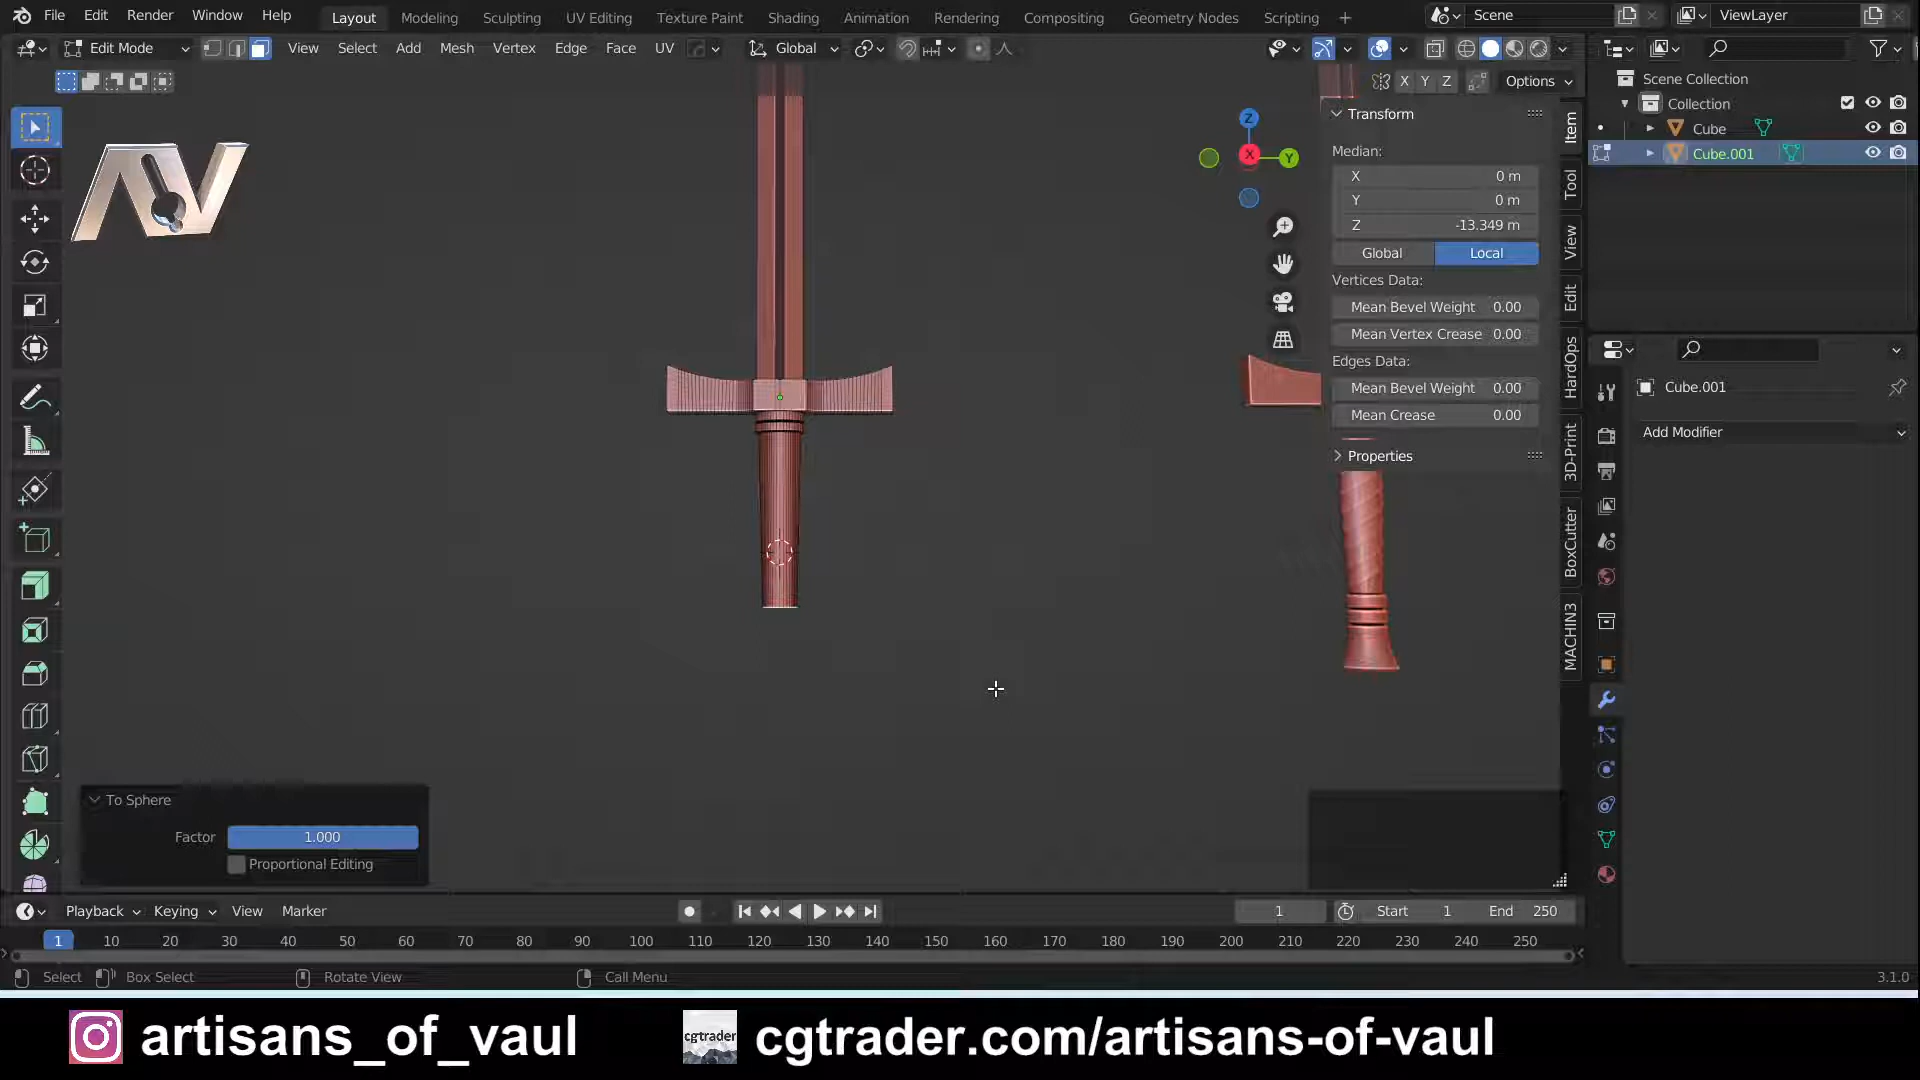 File Edit Render Window Help Layout Modeling Sculpting UV Editing Texture Paint Shading Animation Rendering Compositing Geometry Nodes Scripting + Scene ViewLayer
Edit Mode View Select Add Mesh Vertex Edge Face UV Global
X Y Z Options
Scene Collection
Collection
Cube
Cube.001
Transform
Median:
X 0 m
Y 0 m
Z -13.349 m
Global Local
Vertices Data:
Mean Bevel Weight 0.00
Mean Vertex Crease 0.00
Edges Data:
Mean Bevel Weight 0.00
Mean Crease 0.00
Properties
Item
Tool
View
Edit
HardOps
3D-Print
BoxCutter
MACHIN3
Z
X
Y
AV
Cube.001
Add Modifier
To Sphere
Factor 1.000
Proportional Editing
Playback Keying View Marker 1 Start 1 End 250
1 10 20 30 40 50 60 70 80 90 100 110 120 130 140 150 160 170 180 190 200 210 220 230 240 250
Select Box Select Rotate View Call Menu 3.1.0
artisans_of_vaul cgtrader cgtrader.com/artisans-of-vaul